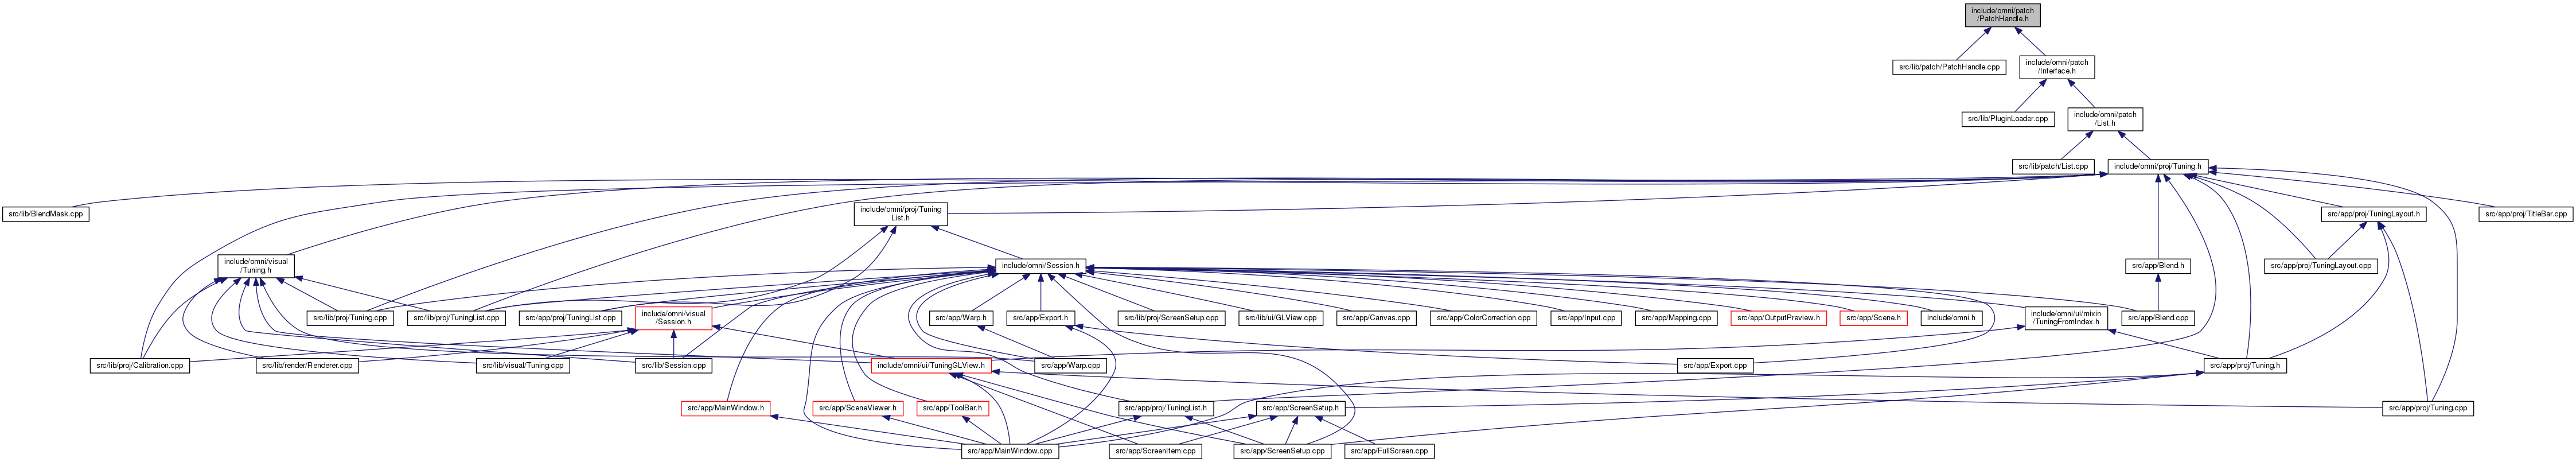 include/omni/patch
/PatchHandle.h
src/lib/patch/PatchHandle.cpp
include/omni/patch
/Interface.h
src/lib/PluginLoader.cpp
include/omni/patch
/List.h
src/lib/patch/List.cpp
include/omni/proj/Tuning.h
src/lib/BlendMask.cpp
include/omni/proj/Tuning
List.h
src/app/proj/TuningLayout.h
src/app/proj/TitleBar.cpp
include/omni/visual
/Tuning.h
include/omni/Session.h
src/app/Blend.h
src/app/proj/TuningLayout.cpp
src/lib/proj/Tuning.cpp
src/lib/proj/TuningList.cpp
src/app/proj/TuningList.cpp
include/omni/visual
/Session.h
src/app/Warp.h
src/app/Export.h
src/lib/proj/ScreenSetup.cpp
src/lib/ui/GLView.cpp
src/app/Canvas.cpp
src/app/ColorCorrection.cpp
src/app/Input.cpp
src/app/Mapping.cpp
src/app/OutputPreview.h
src/app/Scene.h
include/omni.h
include/omni/ui/mixin
/TuningFromIndex.h
src/app/Blend.cpp
src/lib/proj/Calibration.cpp
src/lib/render/Renderer.cpp
src/lib/visual/Tuning.cpp
src/lib/Session.cpp
include/omni/ui/TuningGLView.h
src/app/Warp.cpp
src/app/Export.cpp
src/app/proj/Tuning.h
src/app/MainWindow.h
src/app/SceneViewer.h
src/app/ToolBar.h
src/app/proj/TuningList.h
src/app/ScreenSetup.h
src/app/proj/Tuning.cpp
src/app/MainWindow.cpp
src/app/ScreenItem.cpp
src/app/ScreenSetup.cpp
src/app/FullScreen.cpp